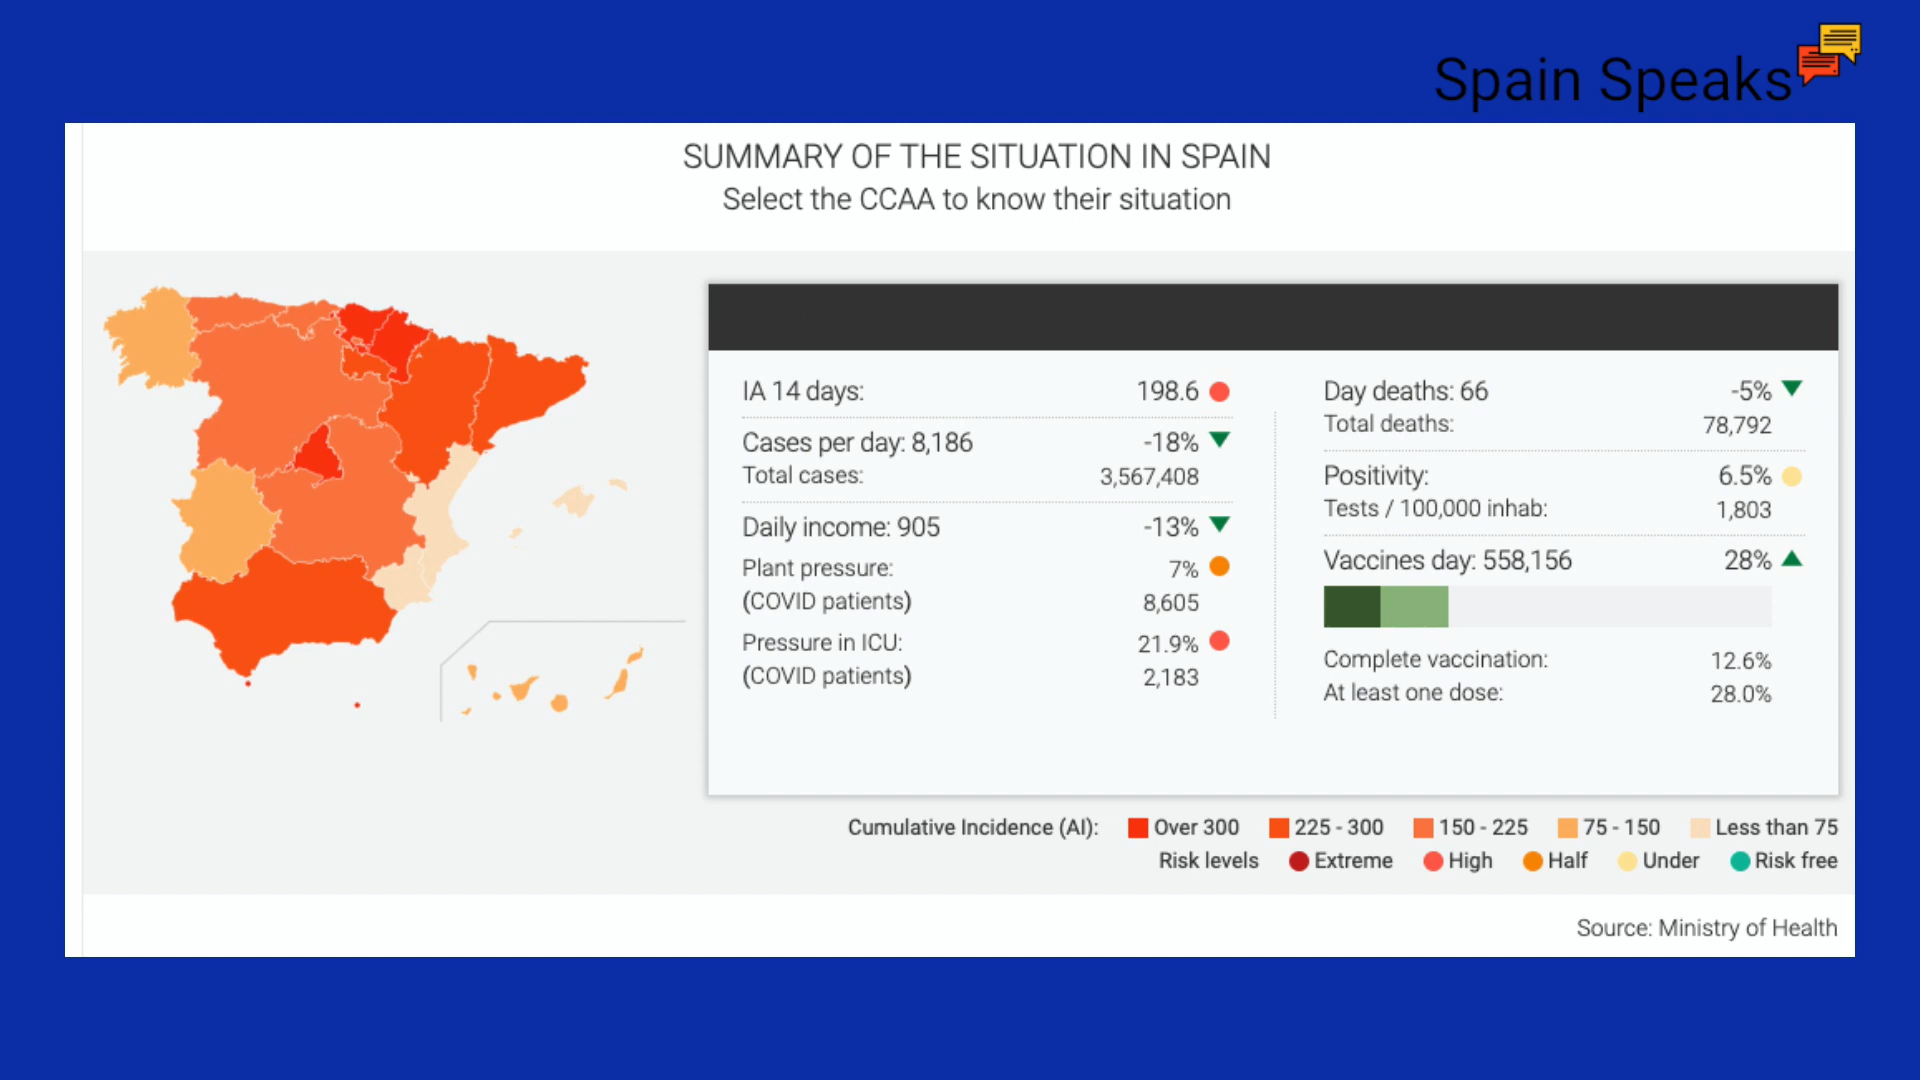 Spain Speaks
SUMMARY OF THE SITUATION IN SPAIN
Select the CCAA to know their situation
IA 14 days: 198.6
Cases per day: 8,186 -18%
Total cases: 3,567,408
Daily income: 905 -13%
Plant pressure: 7%
(COVID patients) 8,605
Pressure in ICU: 21.9%
(COVID patients) 2,183
Day deaths: 66 -5%
Total deaths: 78,792
Positivity: 6.5%
Tests / 100,000 inhab: 1,803
Vaccines day: 558,156 28%
Complete vaccination: 12.6%
At least one dose: 28.0%
Cumulative Incidence (AI): Over 300 225 - 300 150 - 225 75 - 150 Less than 75
Risk levels Extreme High Half Under Risk free
Source: Ministry of Health